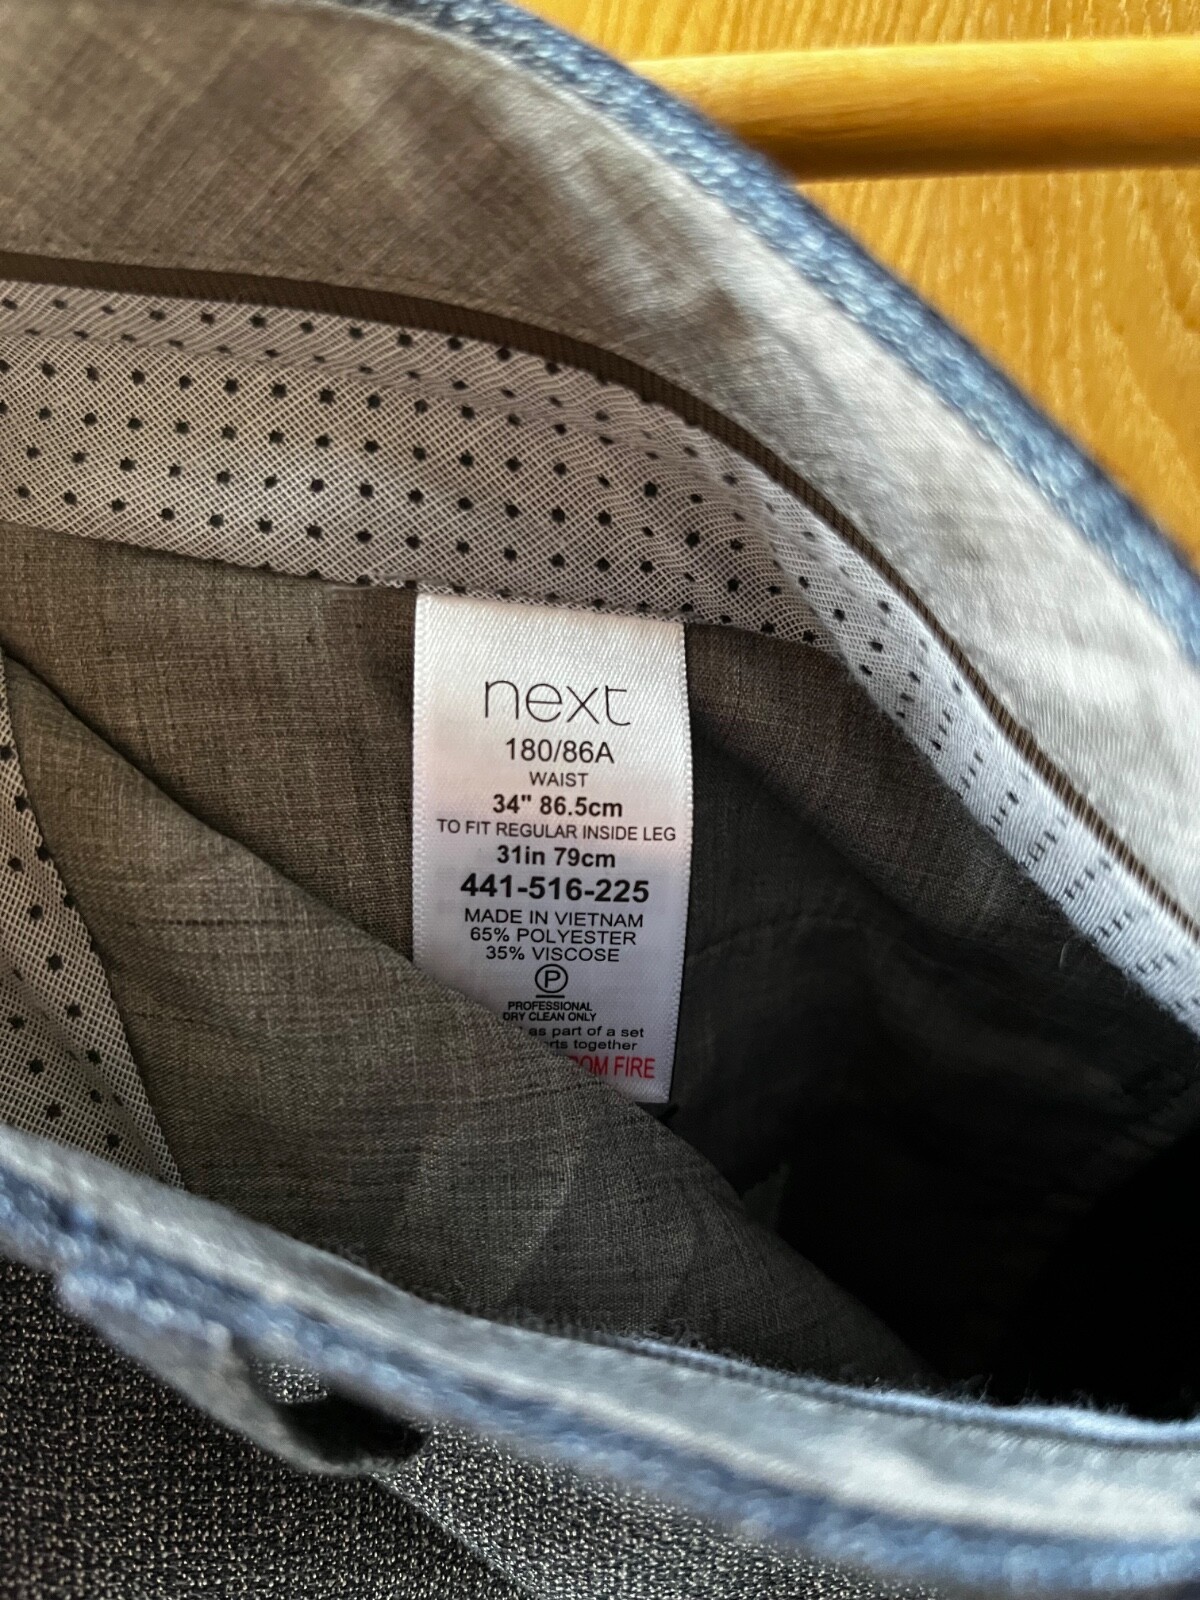 next
180/86A
WAIST
34" 86.5cm
TO FIT REGULAR INSIDE LEG
31in 79cm
441-516-225
MADE IN VIETNAM
65% POLYESTER
35% VISCOSE
P
PROFESSIONAL
DRY CLEAN ONLY
as part of a set
together
FIRE